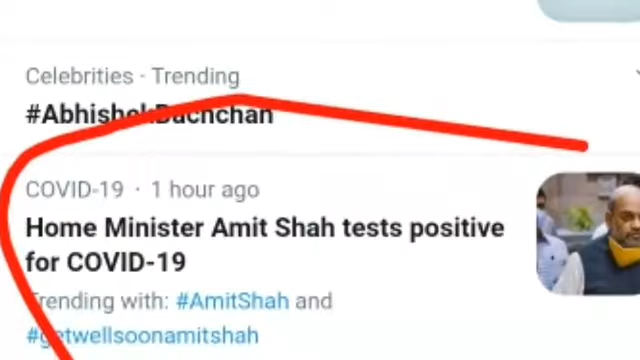 Celebrities · Trending
#AbhishekBachchan
COVID-19 · 1 hour ago
Home Minister Amit Shah tests positive
for COVID-19
Trending with: #AmitShah and
#getwellsoonamitshah